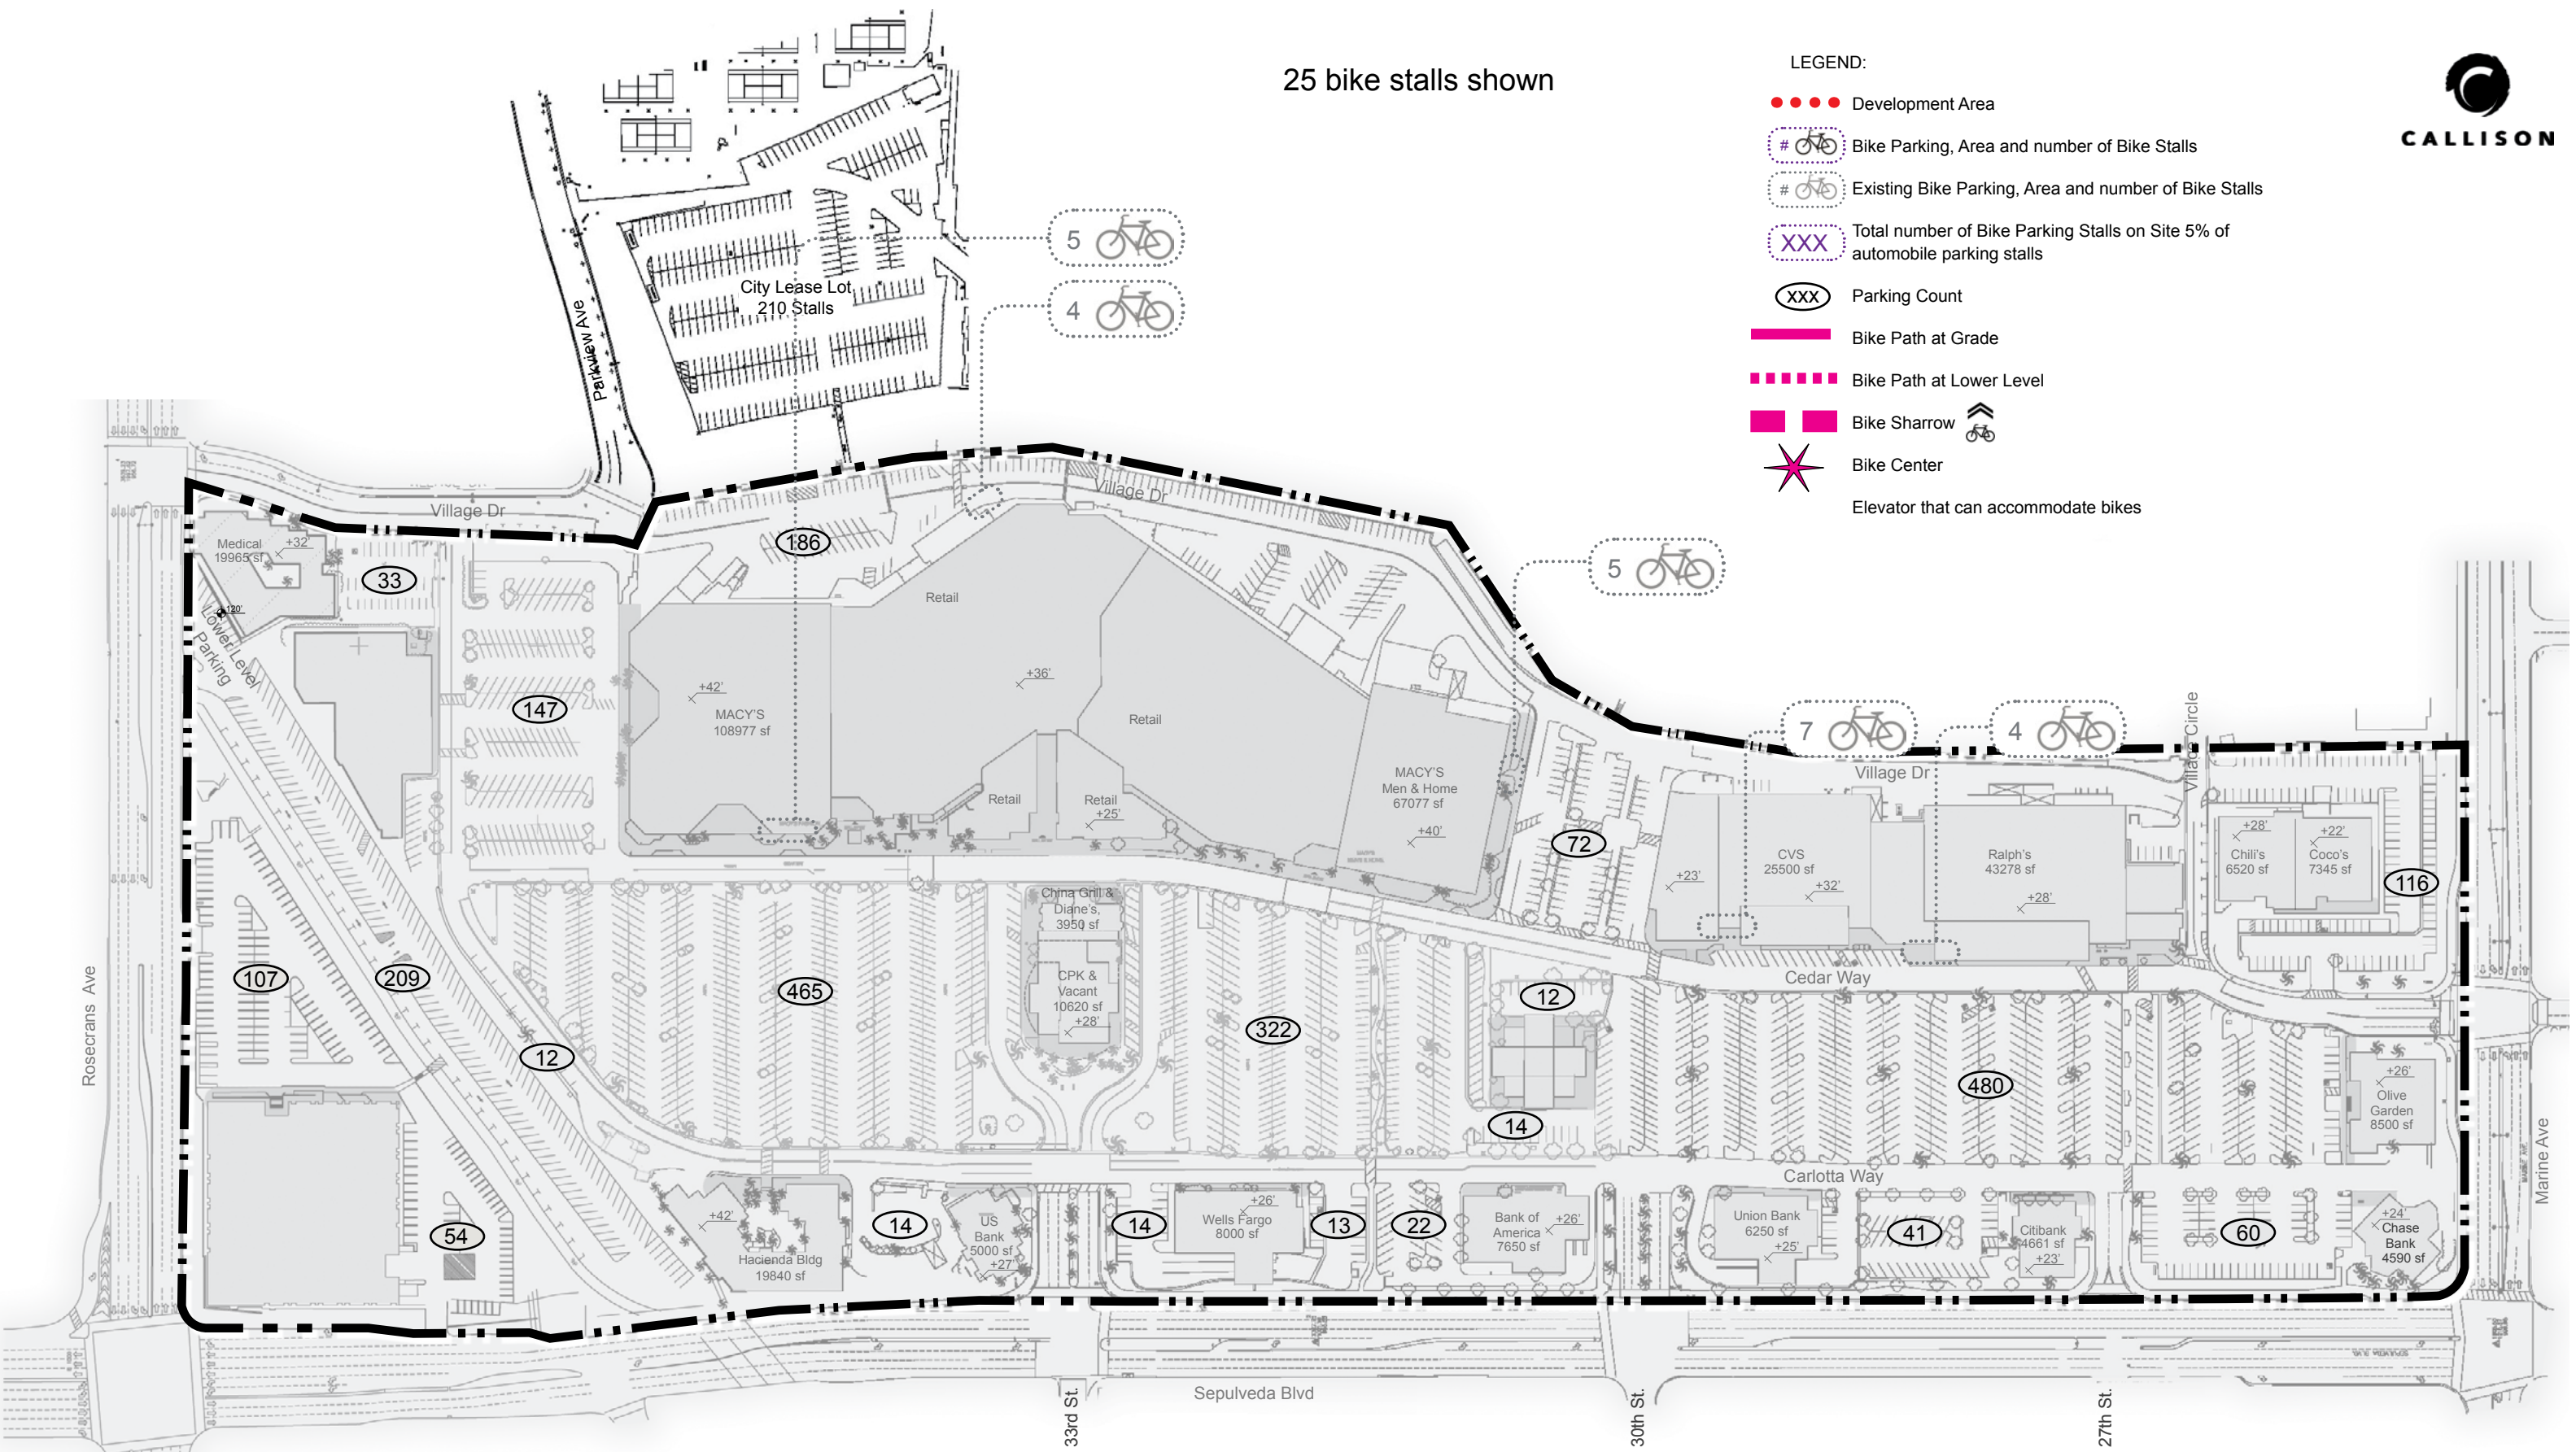 25 bike stalls shown
LEGEND:
Development Area
# Bike Parking, Area and number of Bike Stalls
# Existing Bike Parking, Area and number of Bike Stalls
XXX Total number of Bike Parking Stalls on Site 5% of
automobile parking stalls
XXX Parking Count
Bike Path at Grade
Bike Path at Lower Level
Bike Sharrow
Bike Center
Elevator that can accommodate bikes
CALLISON
5
4
City Lease Lot
210 Stalls
Parkview Ave
Village Dr
Village Dr
Medical
19965 sf
+32'
33
186
5
120'
Lower Level
Parking
147
Retail
+42'
MACY'S
108977 sf
+36'
Retail
Retail
Retail
+25'
MACY'S
Men & Home
67077 sf
+40'
72
7
4
Village Dr
Village Circle
+23'
CVS
25500 sf
+32'
Ralph's
43278 sf
+28'
+28'
Chili's
6520 sf
+22'
Coco's
7345 sf
116
China Grill &
Diane's,
3950 sf
CPK &
Vacant
10620 sf
+28'
Cedar Way
107
209
465
12
322
12
14
480
+26'
Olive
Garden
8500 sf
Rosecrans Ave
Marine Ave
Carlotta Way
54
+42'
Hacienda Bldg
19840 sf
14
US
Bank
5000 sf
+27'
14
+26'
Wells Fargo
8000 sf
13
22
Bank of
America
7650 sf
+26'
Union Bank
6250 sf
+25'
41
Citibank
4661 sf
+23'
60
+24'
Chase
Bank
4590 sf
Sepulveda Blvd
33rd St.
30th St.
27th St.